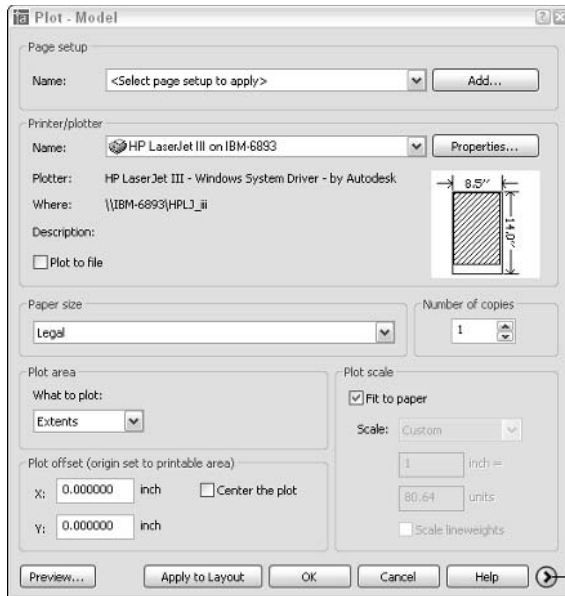 Plot - Model
Page setup
Name: <Select page setup to apply> Add...
Printer/plotter
Name: HP LaserJet III on IBM-6893 Properties...
Plotter: HP LaserJet III - Windows System Driver - by Autodesk
Where: \\IBM-6893\HPLJ_iii
Description:
Plot to file
8.5''
14.0''
Paper size
Legal
Number of copies
1
Plot area
What to plot:
Extents
Plot scale
Fit to paper
Scale: Custom
1 inch =
80.64 units
Scale lineweights
Plot offset (origin set to printable area)
X: 0.000000 inch Center the plot
Y: 0.000000 inch
Preview... Apply to Layout OK Cancel Help